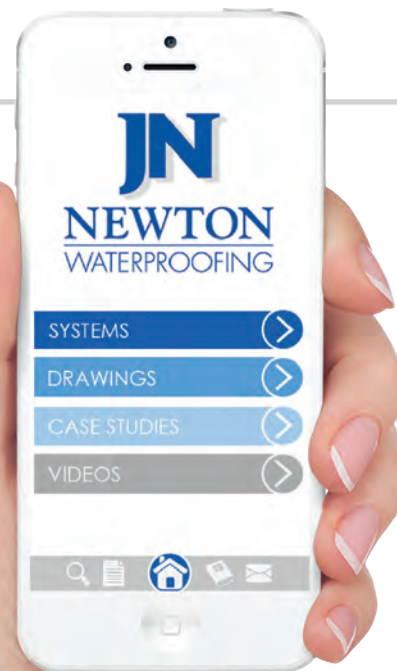 JN
NEWTON
WATERPROOFING
SYSTEMS
DRAWINGS
CASE STUDIES
VIDEOS